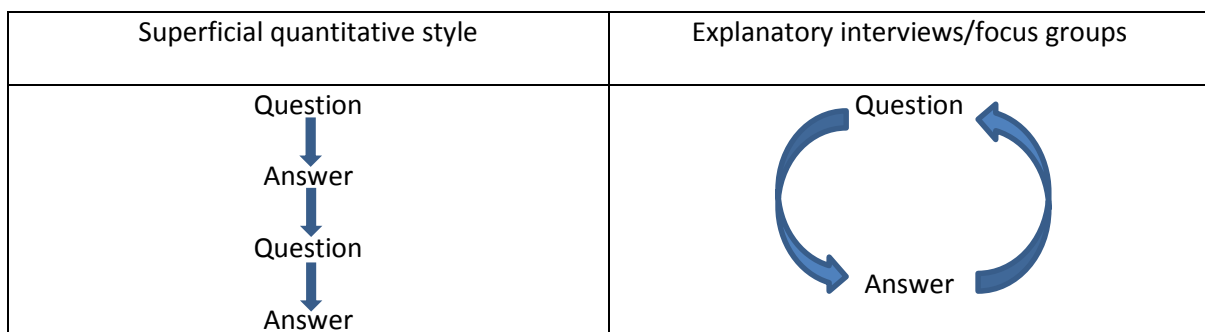 Superficial quantitative style
Explanatory interviews/focus groups
Question
Answer
Question
Answer
Question
Answer